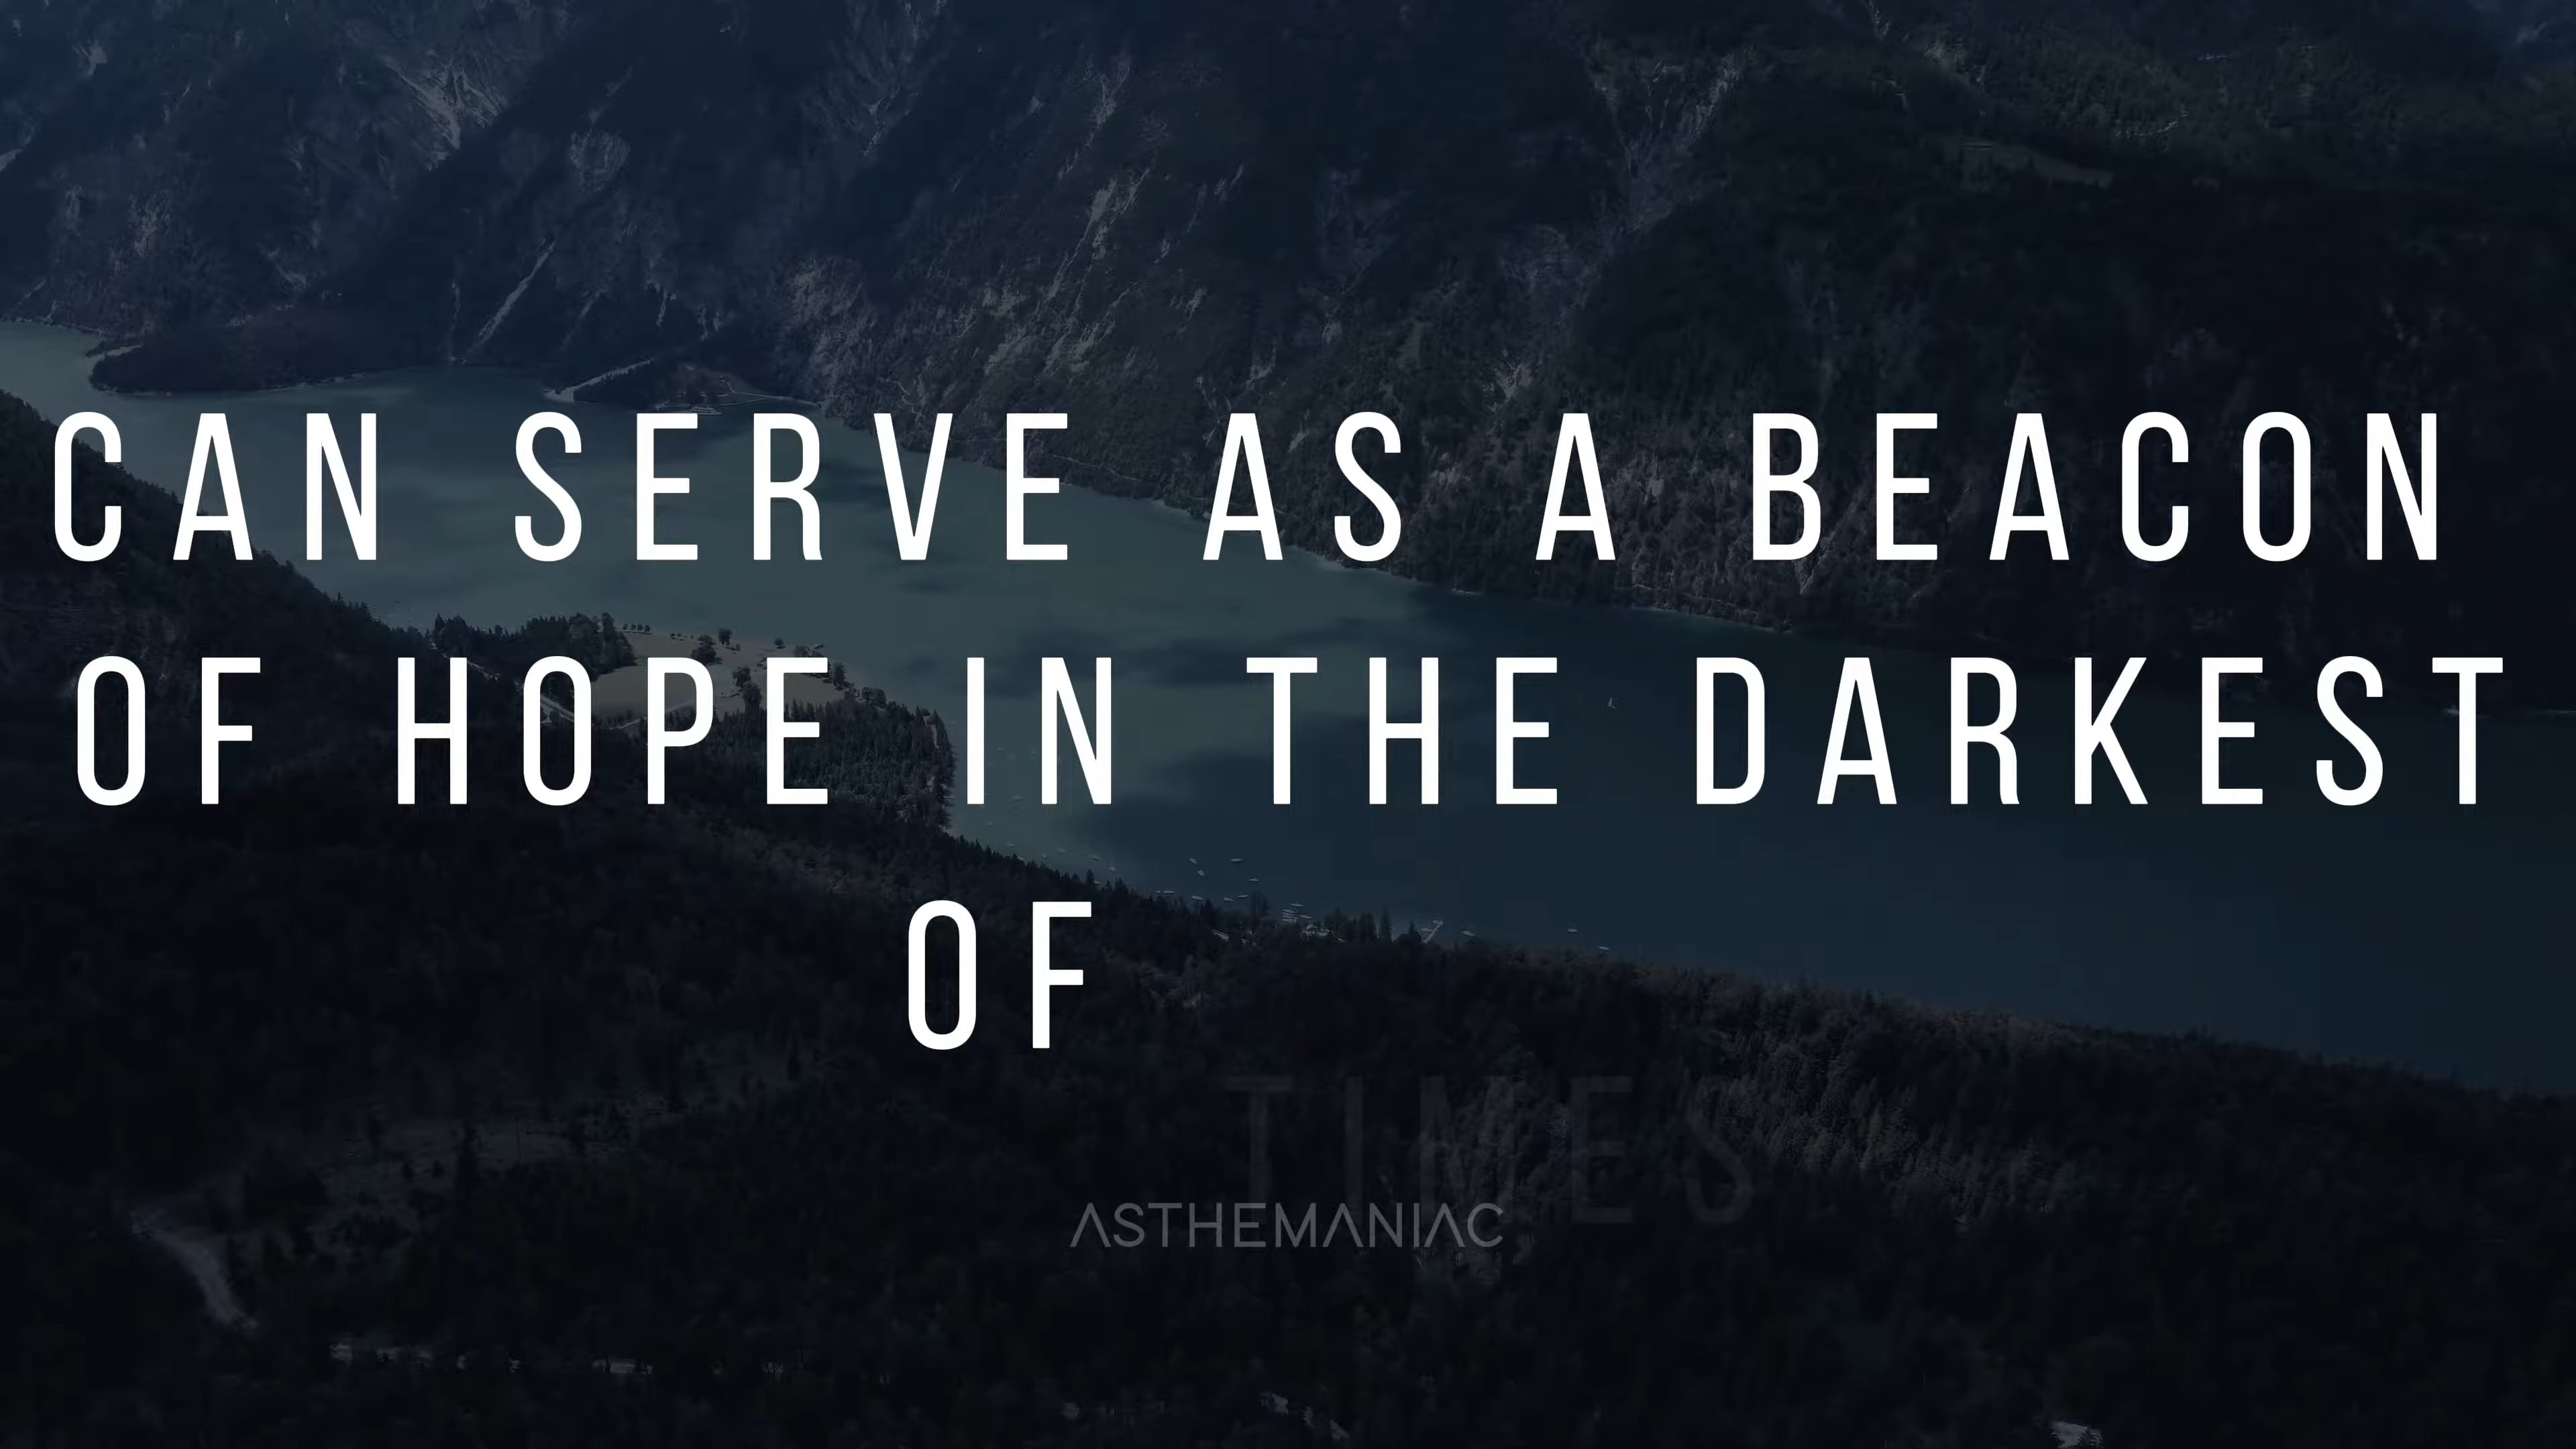 CAN SERVE AS A BEACON
OF HOPE IN THE DARKEST
OF
TIMES
ASTHEMANIAC